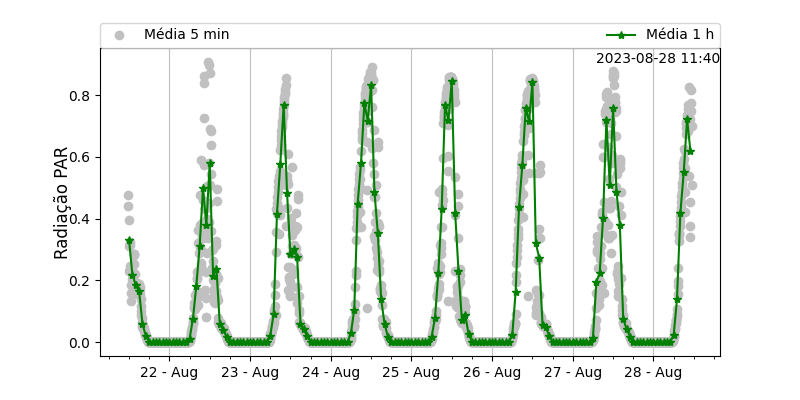 Média 5 min
Média 1 h
2023-08-28 11:40
Radiação PAR
0.8
0.6
0.4
0.2
0.0
22 - Aug
23 - Aug
24 - Aug
25 - Aug
26 - Aug
27 - Aug
28 - Aug